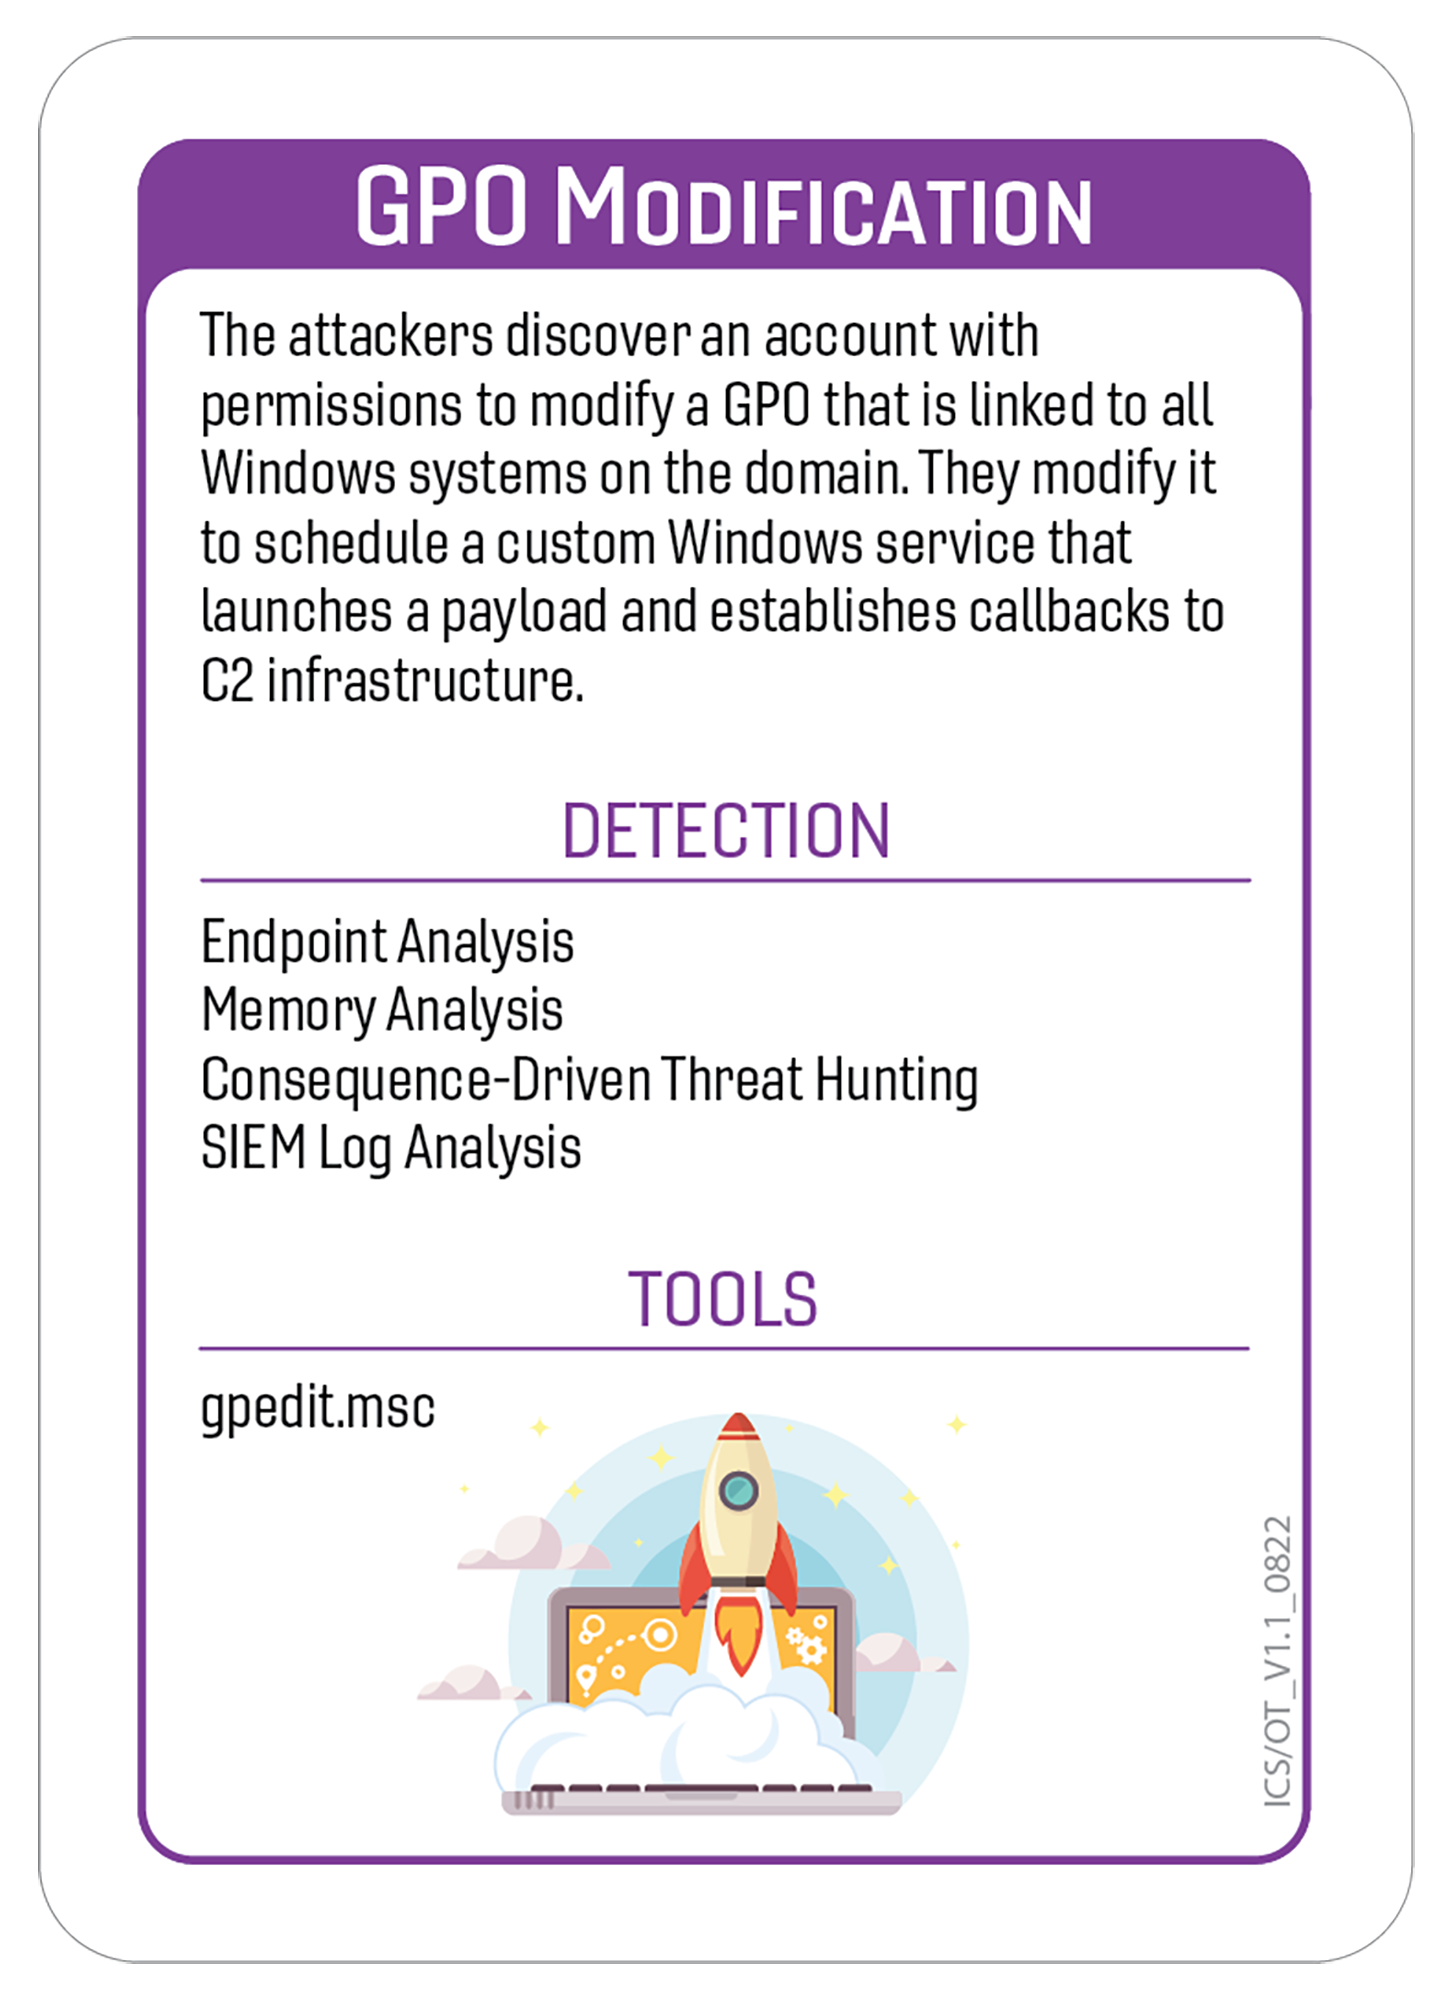 GPO Modification
The attackers discover an account with
permissions to modify a GPO that is linked to all
Windows systems on the domain. They modify it
to schedule a custom Windows service that
launches a payload and establishes callbacks to
C2 infrastructure.
DETECTION
Endpoint Analysis
Memory Analysis
Consequence-Driven Threat Hunting
SIEM Log Analysis
TOOLS
gpedit.msc
ICS/OT_V1.1_0822